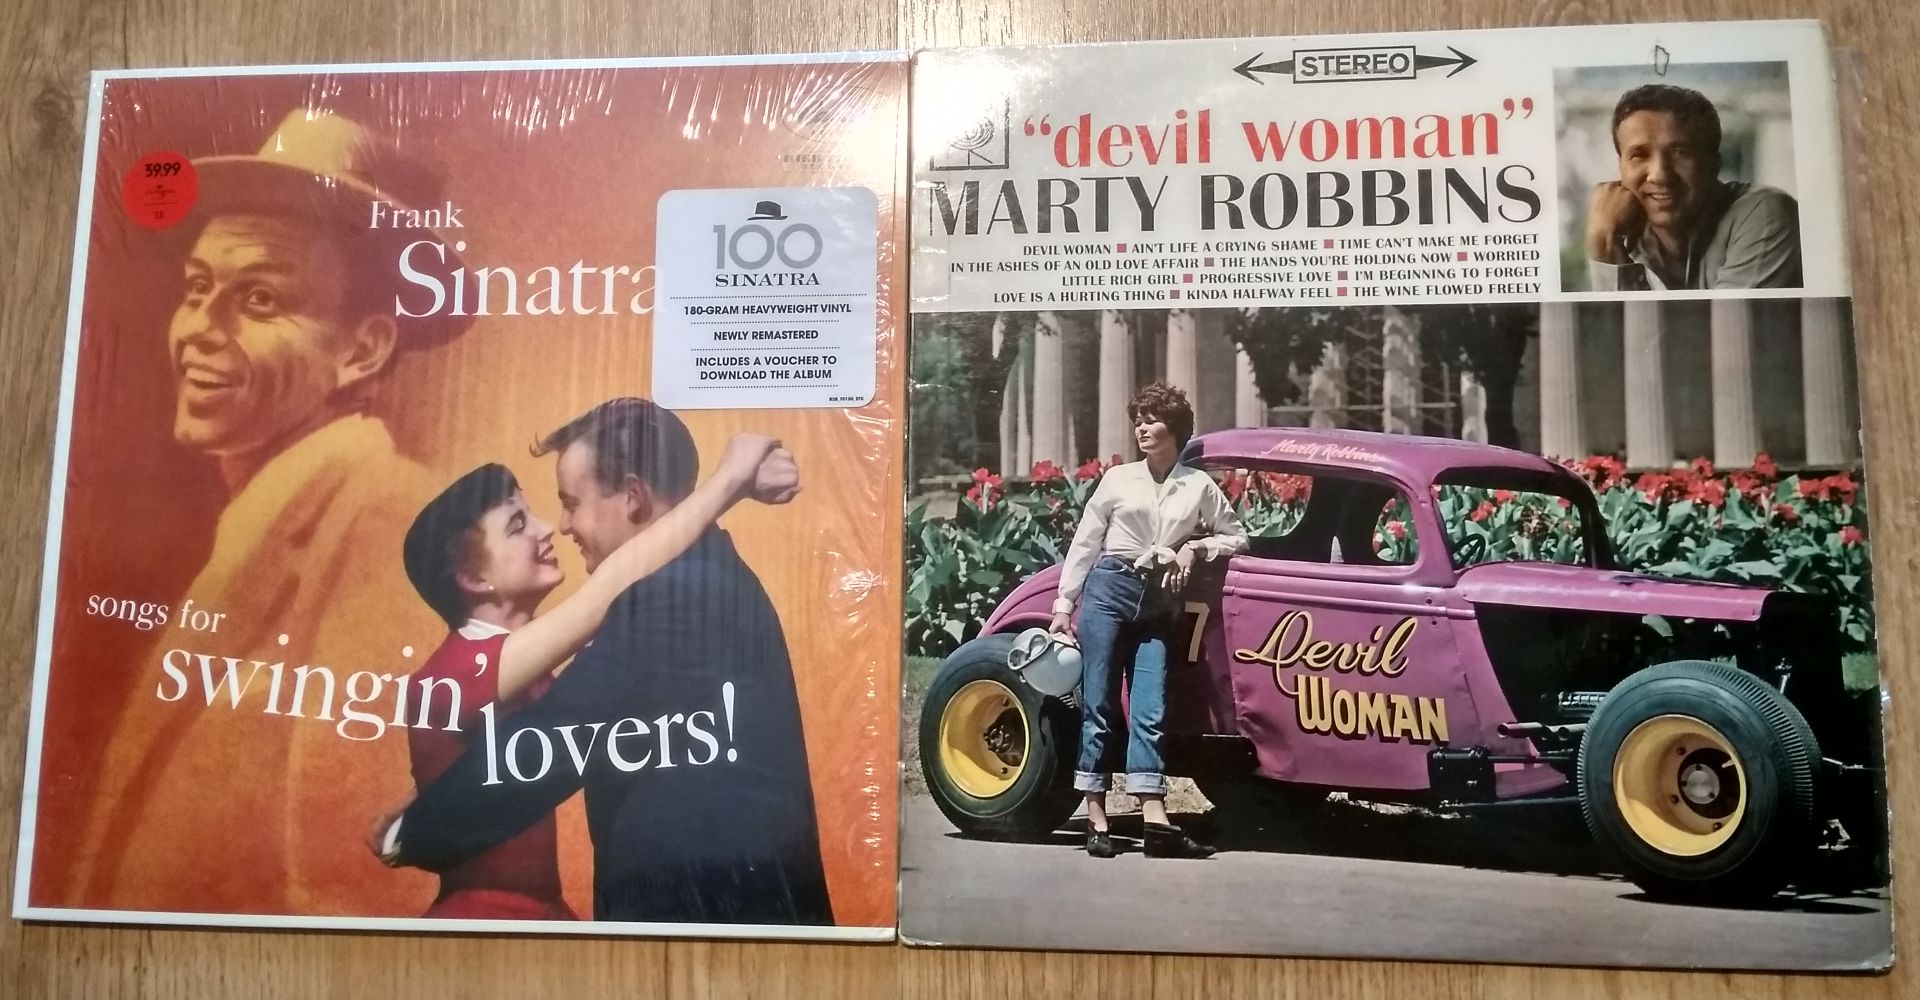 39.99
Frank
Sinatra
100
SINATRA
180-GRAM HEAVYWEIGHT VINYL
NEWLY REMASTERED
INCLUDES A VOUCHER TO
DOWNLOAD THE ALBUM
songs for
swingin'
lovers!
STEREO
"devil woman"
MARTY ROBBINS
DEVIL WOMAN ■ AIN'T LIFE A CRYING SHAME ■ TIME CAN'T MAKE ME FORGET
IN THE ASHES OF AN OLD LOVE AFFAIR ■ THE HANDS YOU'RE HOLDING NOW ■ WORRIED
LITTLE RICH GIRL ■ PROGRESSIVE LOVE ■ I'M BEGINNING TO FORGET
LOVE IS A HURTING THING ■ KINDA HALFWAY FEEL ■ THE WINE FLOWED FREELY
Marty Robbins
7
Devil
WOMAN